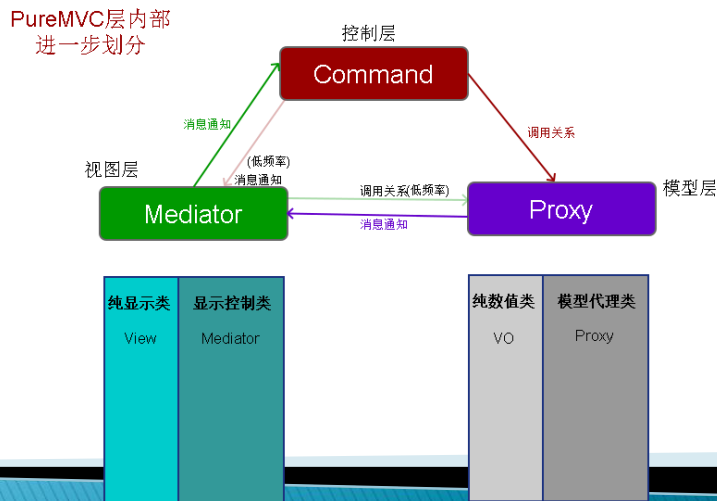 PureMVC层内部
进一步划分
控制层
Command
消息通知
调用关系
(低频率)
消息通知
视图层
模型层
调用关系(低频率)
Mediator
Proxy
消息通知
纯显示类
显示控制类
View
Mediator
纯数值类
模型代理类
VO
Proxy